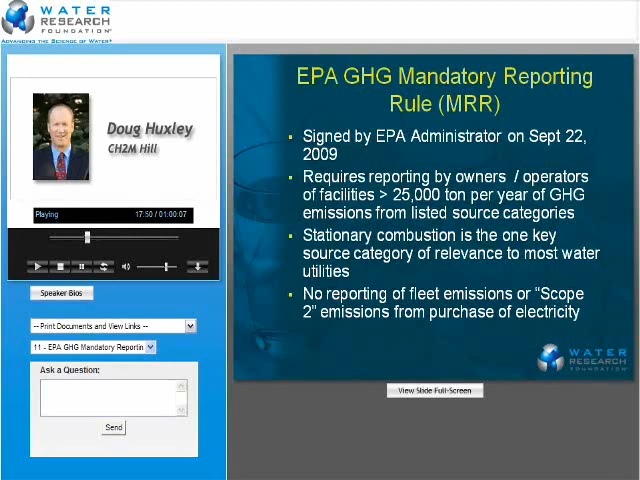 WATER
RESEARCH
FOUNDATION®
ADVANCING THE SCIENCE OF WATER®
Doug Huxley
CH2M Hill
Playing
17:50 / 01:00:07
Speaker Bios
-- Print Documents and View Links --
11 - EPA GHG Mandatory Reportin
Ask a Question:
Send
EPA GHG Mandatory Reporting
Rule (MRR)
Signed by EPA Administrator on Sept 22,
2009
Requires reporting by owners / operators
of facilities > 25,000 ton per year of GHG
emissions from listed source categories
Stationary combustion is the one key
source category of relevance to most water
utilities
No reporting of fleet emissions or “Scope
2” emissions from purchase of electricity
WATER
RESEARCH
FOUNDATION
View Slide Full-Screen